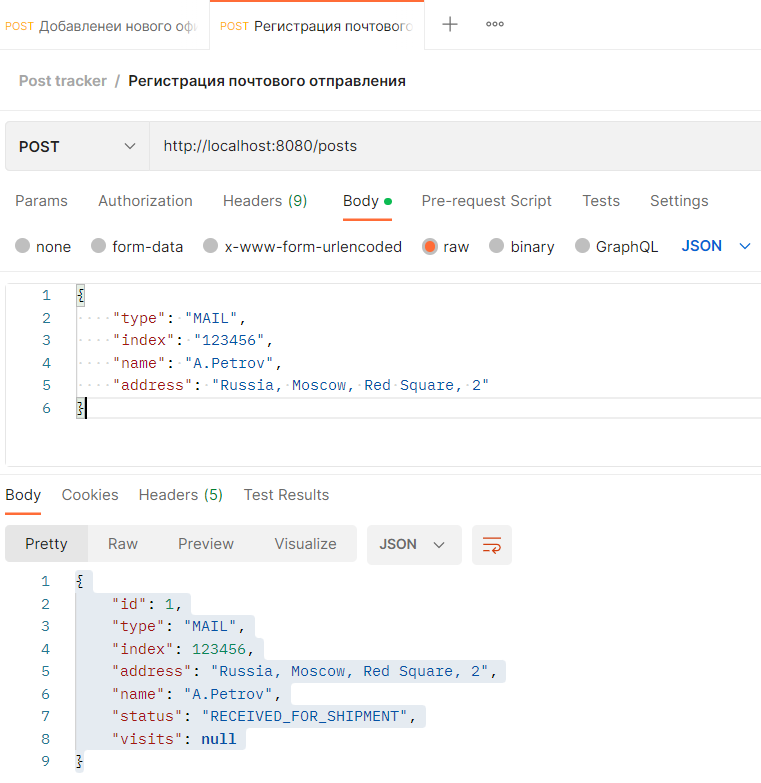 POST Добавленеи нового офи
POST Регистрация почтового
Post tracker / Регистрация почтового отправления
POST http://localhost:8080/posts
Params Authorization Headers (9) Body Pre-request Script Tests Settings
none form-data x-www-form-urlencoded raw binary GraphQL JSON
1 {
2 "type": "MAIL",
3 "index": "123456",
4 "name": "A.Petrov",
5 "address": "Russia, Moscow, Red Square, 2"
6 }
Body Cookies Headers (5) Test Results
Pretty Raw Preview Visualize JSON
1 {
2 "id": 1,
3 "type": "MAIL",
4 "index": 123456,
5 "address": "Russia, Moscow, Red Square, 2",
6 "name": "A.Petrov",
7 "status": "RECEIVED_FOR_SHIPMENT",
8 "visits": null
9 }